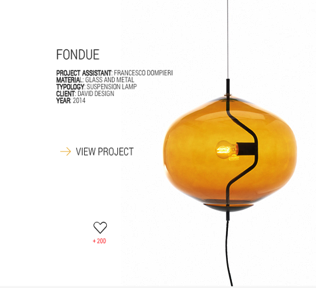 FONDUE
PROJECT ASSISTANT: FRANCESCO DOMPIERI
MATERIAL: GLASS AND METAL
TYPOLOGY: SUSPENSION LAMP
CLIENT: DAVID DESIGN
YEAR: 2014
VIEW PROJECT
+ 200